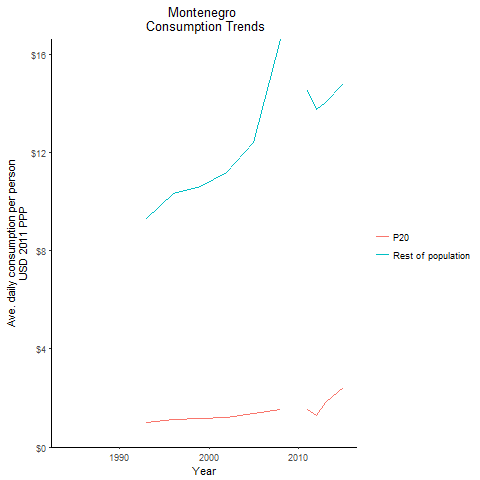 Montenegro
Consumption Trends
$16
$12
$8
$4
$0
Ave. daily consumption per person
USD 2011 PPP
1990 2000 2010
Year
P20
Rest of population